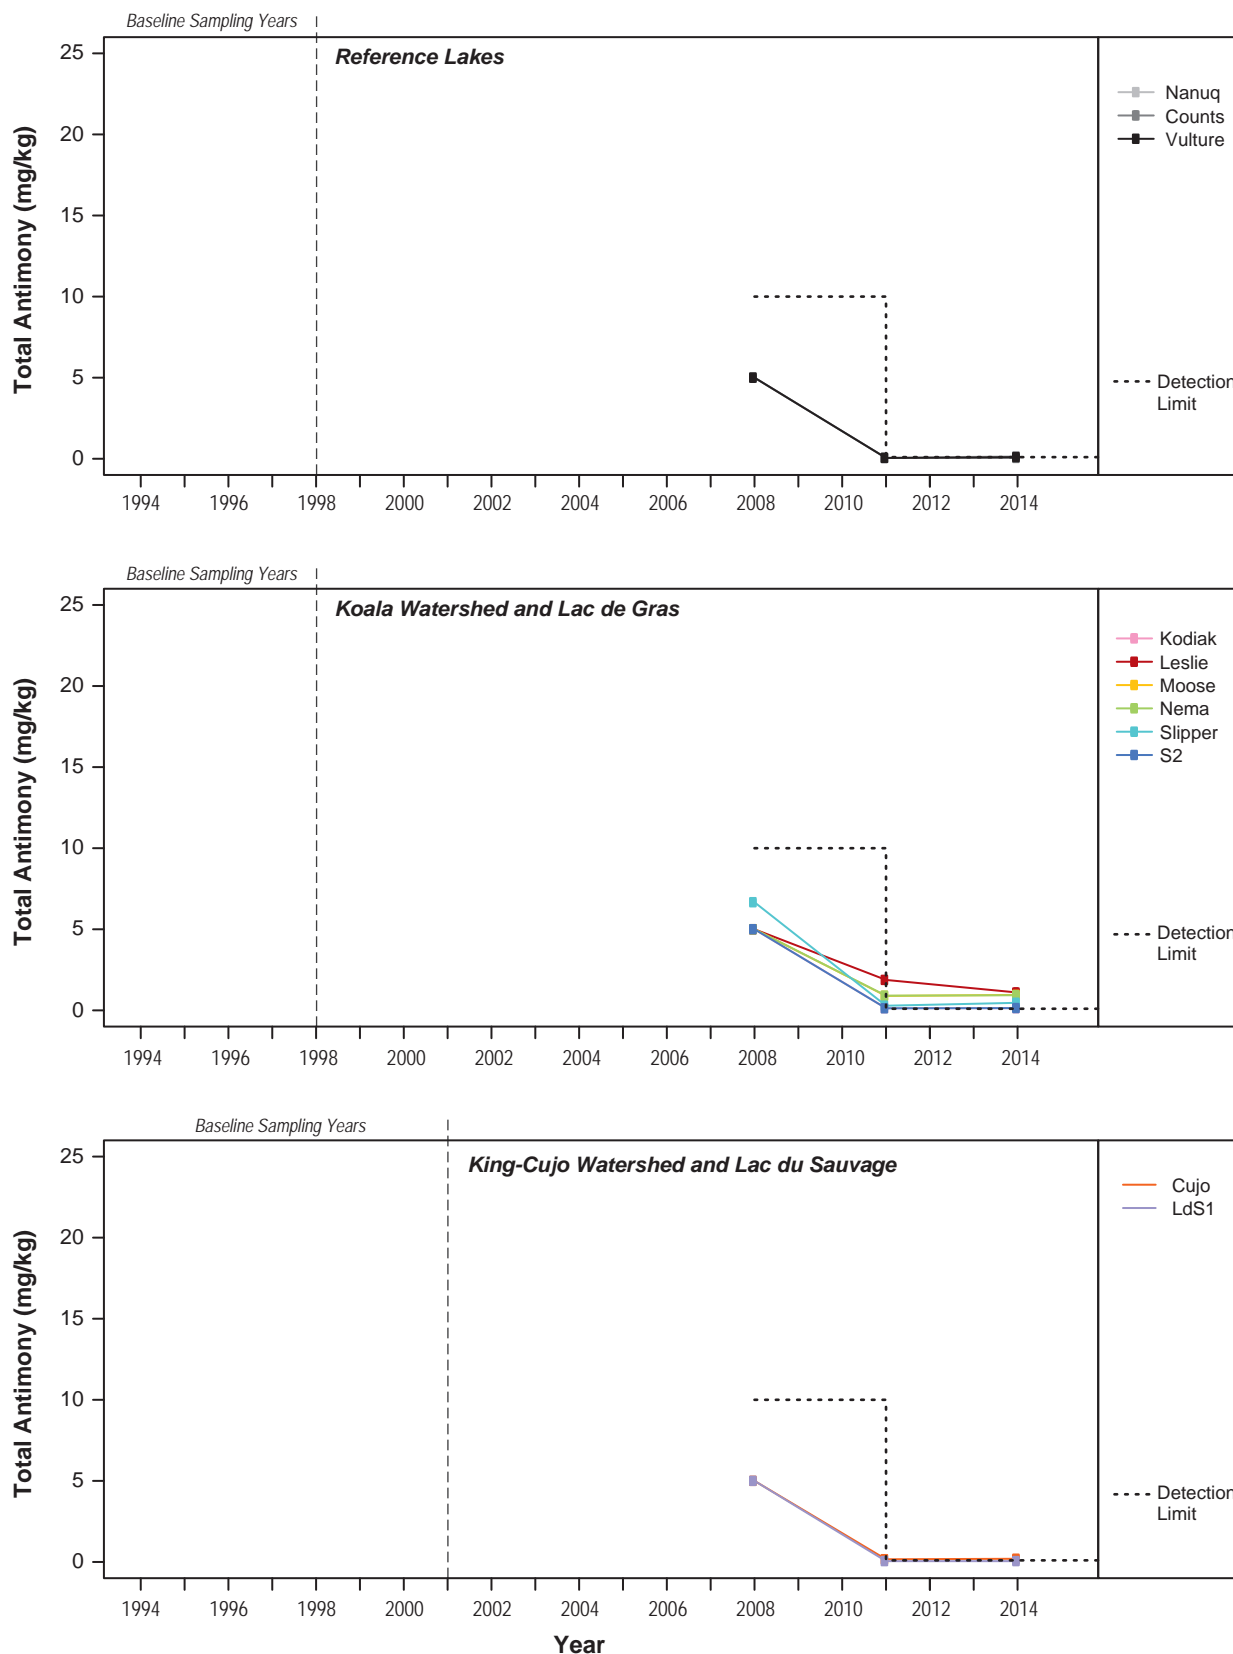 Baseline Sampling Years
Reference Lakes
Total Antimony (mg/kg)
25
20
15
10
5
0
1994 1996 1998 2000 2002 2004 2006 2008 2010 2012 2014
Nanuq
Counts
Vulture
Detection
Limit
Baseline Sampling Years
Koala Watershed and Lac de Gras
Total Antimony (mg/kg)
25
20
15
10
5
0
1994 1996 1998 2000 2002 2004 2006 2008 2010 2012 2014
Kodiak
Leslie
Moose
Nema
Slipper
S2
Detection
Limit
Baseline Sampling Years
King-Cujo Watershed and Lac du Sauvage
Total Antimony (mg/kg)
25
20
15
10
5
0
1994 1996 1998 2000 2002 2004 2006 2008 2010 2012 2014
Year
Cujo
LdS1
Detection
Limit